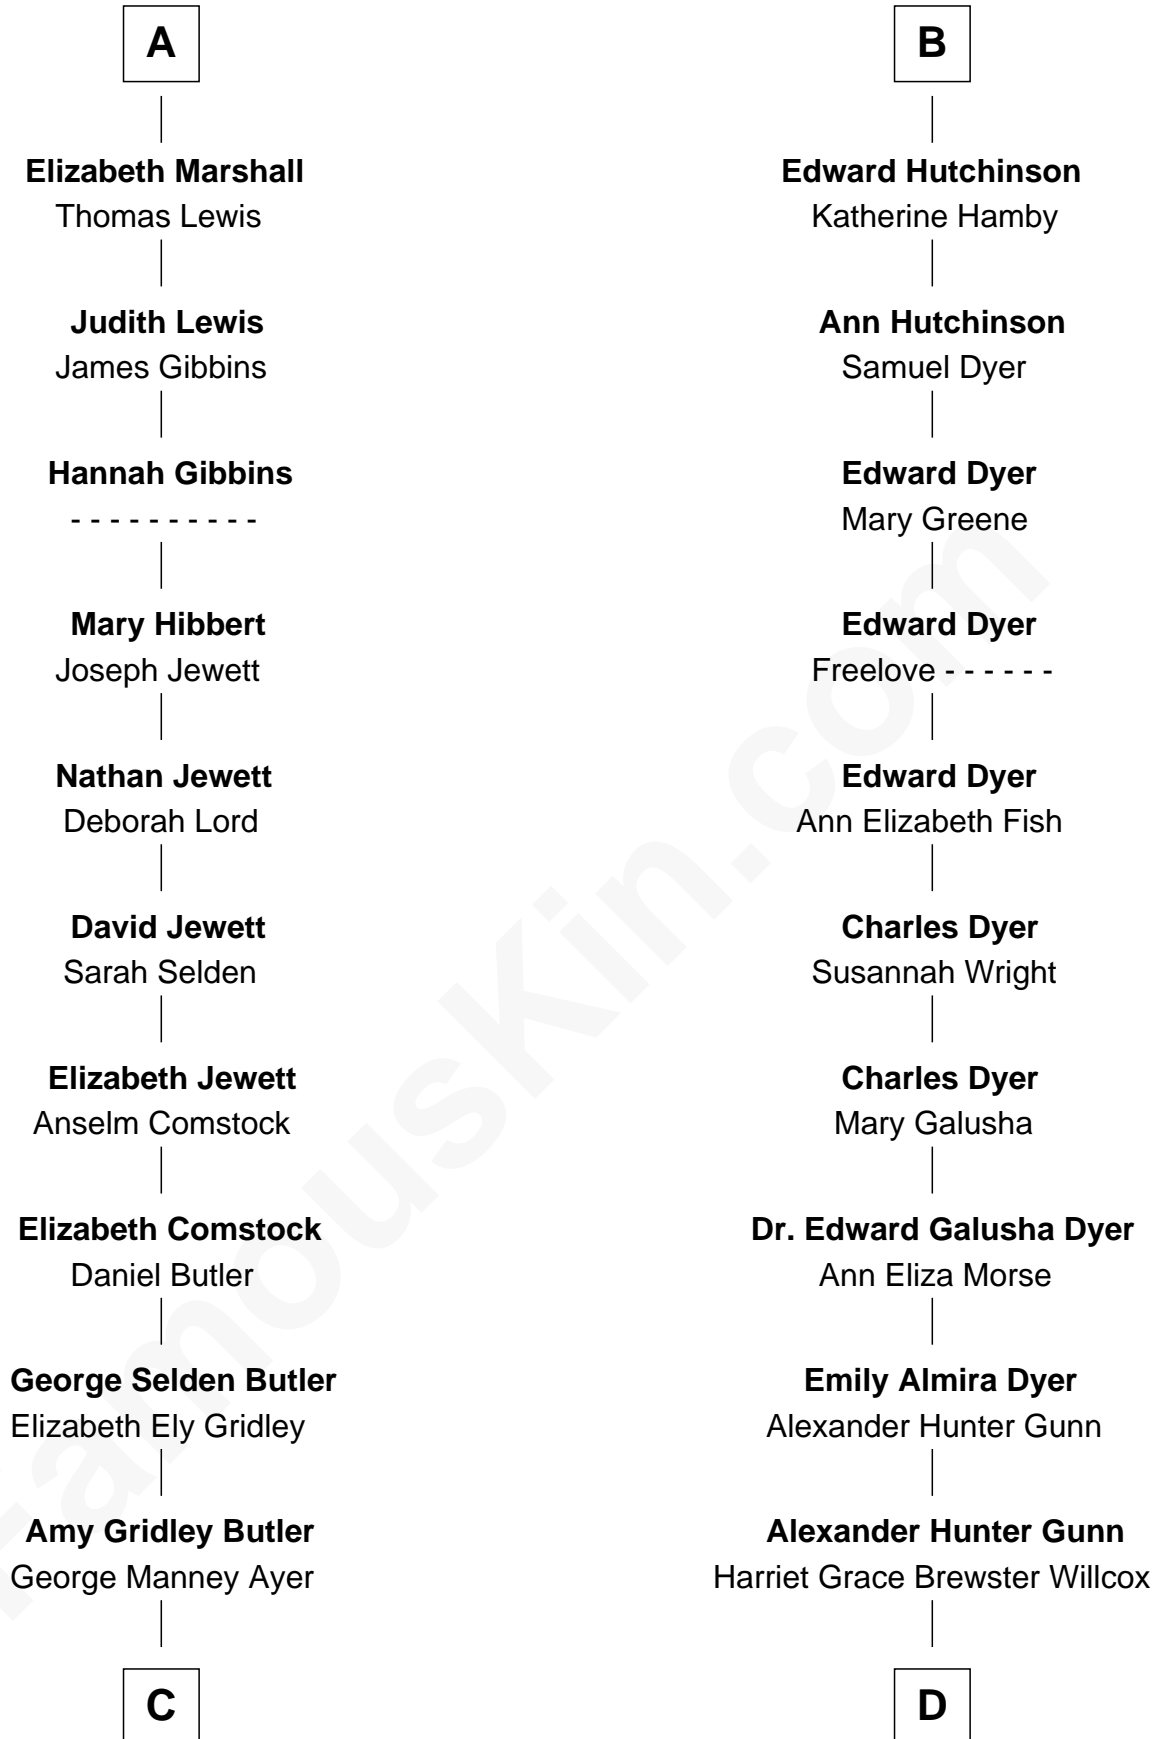 A
Elizabeth Marshall
Thomas Lewis
Judith Lewis
James Gibbins
Hannah Gibbins
- - - - - - - - - -
Mary Hibbert
Joseph Jewett
Nathan Jewett
Deborah Lord
David Jewett
Sarah Selden
Elizabeth Jewett
Anselm Comstock
Elizabeth Comstock
Daniel Butler
George Selden Butler
Elizabeth Ely Gridley
Amy Gridley Butler
George Manney Ayer
C
B
Edward Hutchinson
Katherine Hamby
Ann Hutchinson
Samuel Dyer
Edward Dyer
Mary Greene
Edward Dyer
Freelove - - - - - -
Edward Dyer
Ann Elizabeth Fish
Charles Dyer
Susannah Wright
Charles Dyer
Mary Galusha
Dr. Edward Galusha Dyer
Ann Eliza Morse
Emily Almira Dyer
Alexander Hunter Gunn
Alexander Hunter Gunn
Harriet Grace Brewster Willcox
D
FamousKin.com